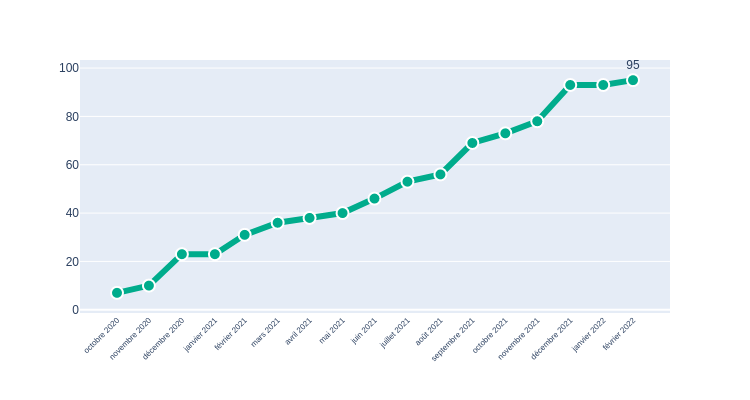 95
100
80
60
40
20
0
octobre 2020
novembre 2020
décembre 2020
janvier 2021
février 2021
mars 2021
avril 2021
mai 2021
juin 2021
juillet 2021
août 2021
septembre 2021
octobre 2021
novembre 2021
décembre 2021
janvier 2022
février 2022